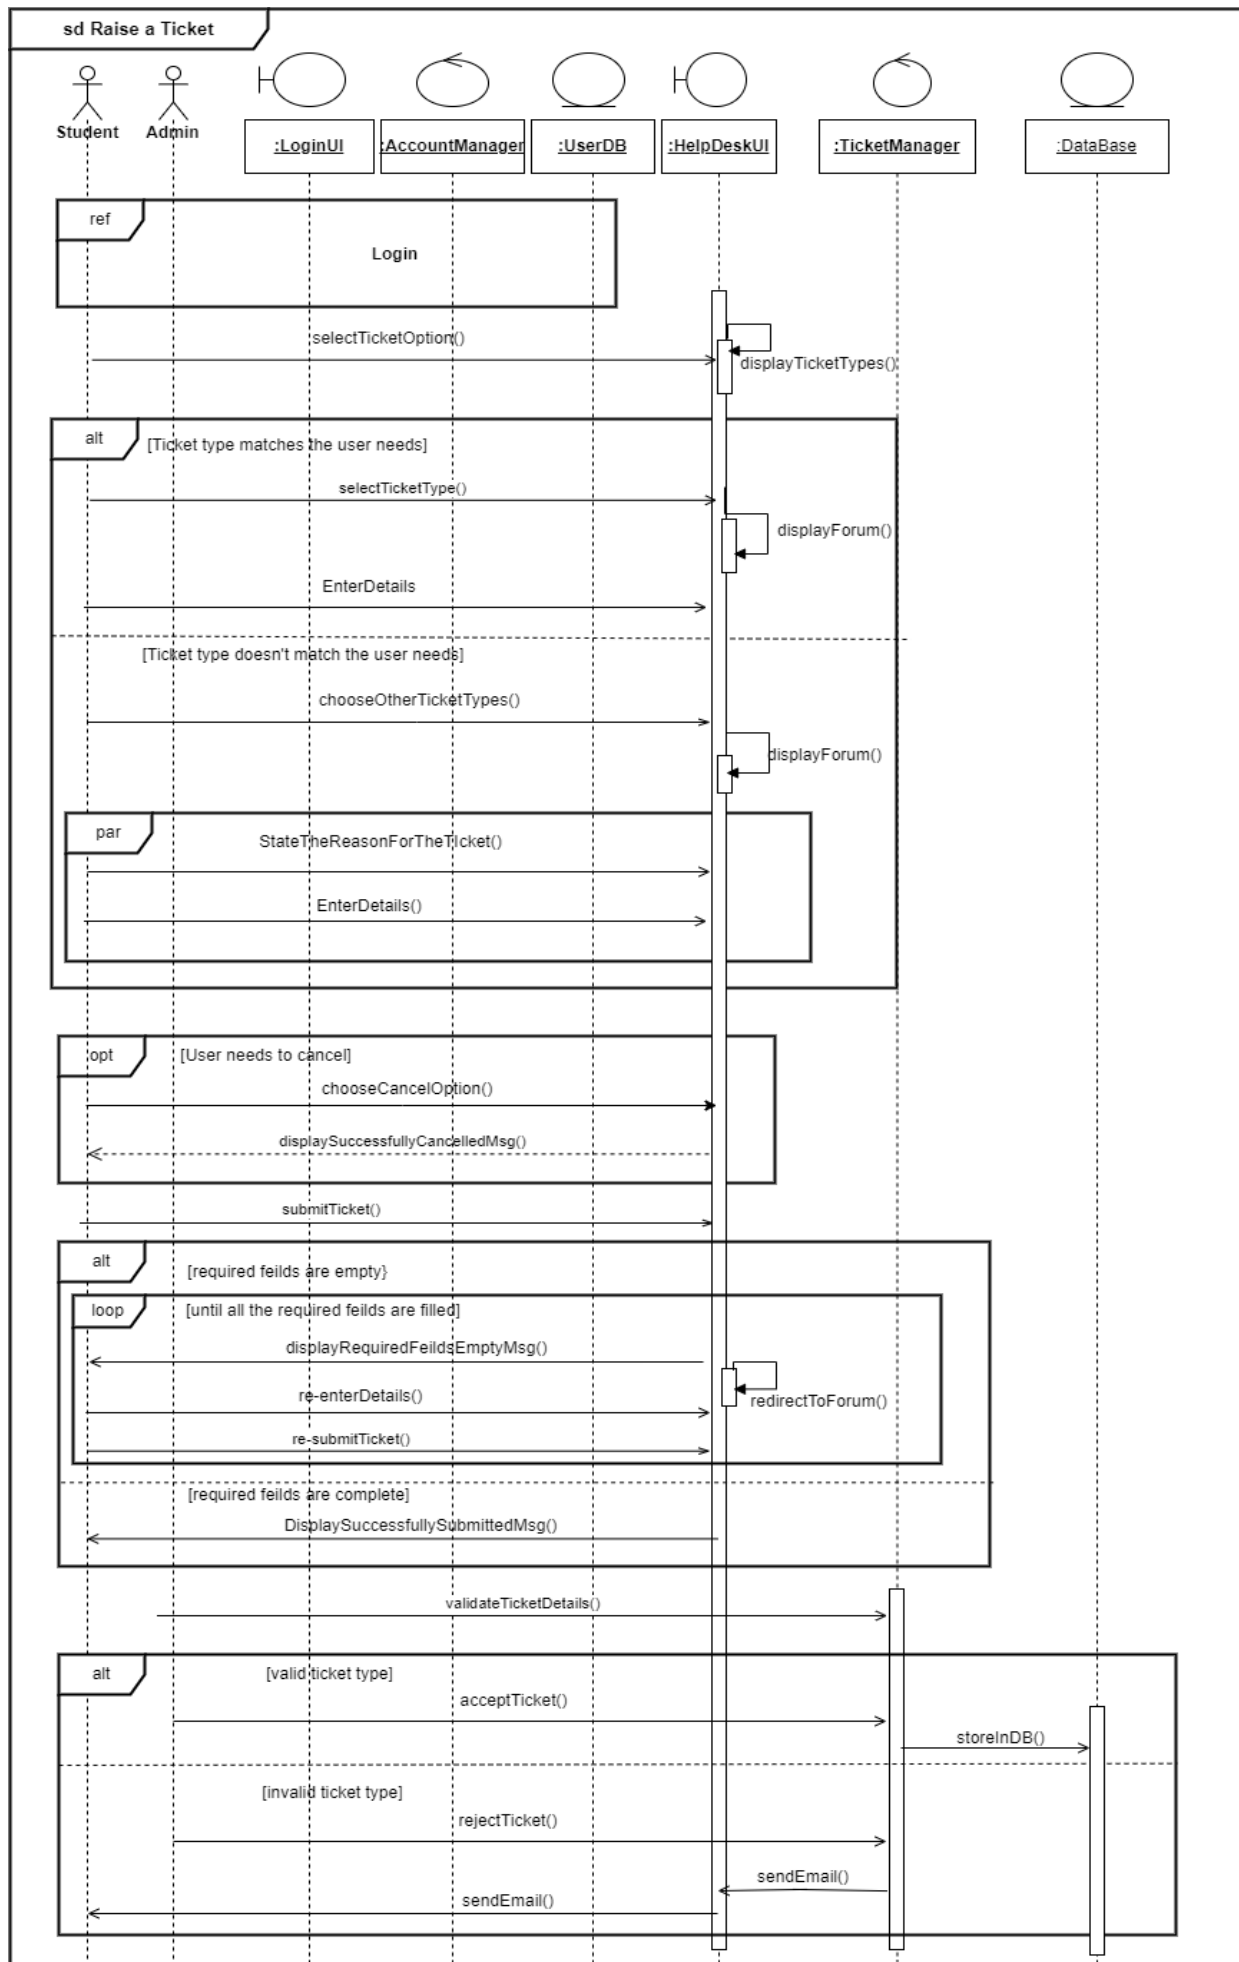 sd Raise a Ticket
Student
Admin
:LoginUI
:AccountManager
:UserDB
:HelpDeskUI
:TicketManager
:DataBase
ref
Login
selectTicketOption()
displayTicketTypes()
alt
[Ticket type matches the user needs]
selectTicketType()
displayForum()
EnterDetails
[Ticket type doesn't match the user needs]
chooseOtherTicketTypes()
displayForum()
par
StateTheReasonForTheTIcket()
EnterDetails()
opt
[User needs to cancel]
chooseCancelOption()
displaySuccessfullyCancelledMsg()
submitTicket()
alt
[required feilds are empty}
loop
[until all the required feilds are filled]
displayRequiredFeildsEmptyMsg()
re-enterDetails()
redirectToForum()
re-submitTicket()
[required feilds are complete]
DisplaySuccessfullySubmittedMsg()
validateTicketDetails()
alt
[valid ticket type]
acceptTicket()
storeInDB()
[invalid ticket type]
rejectTicket()
sendEmail()
sendEmail()